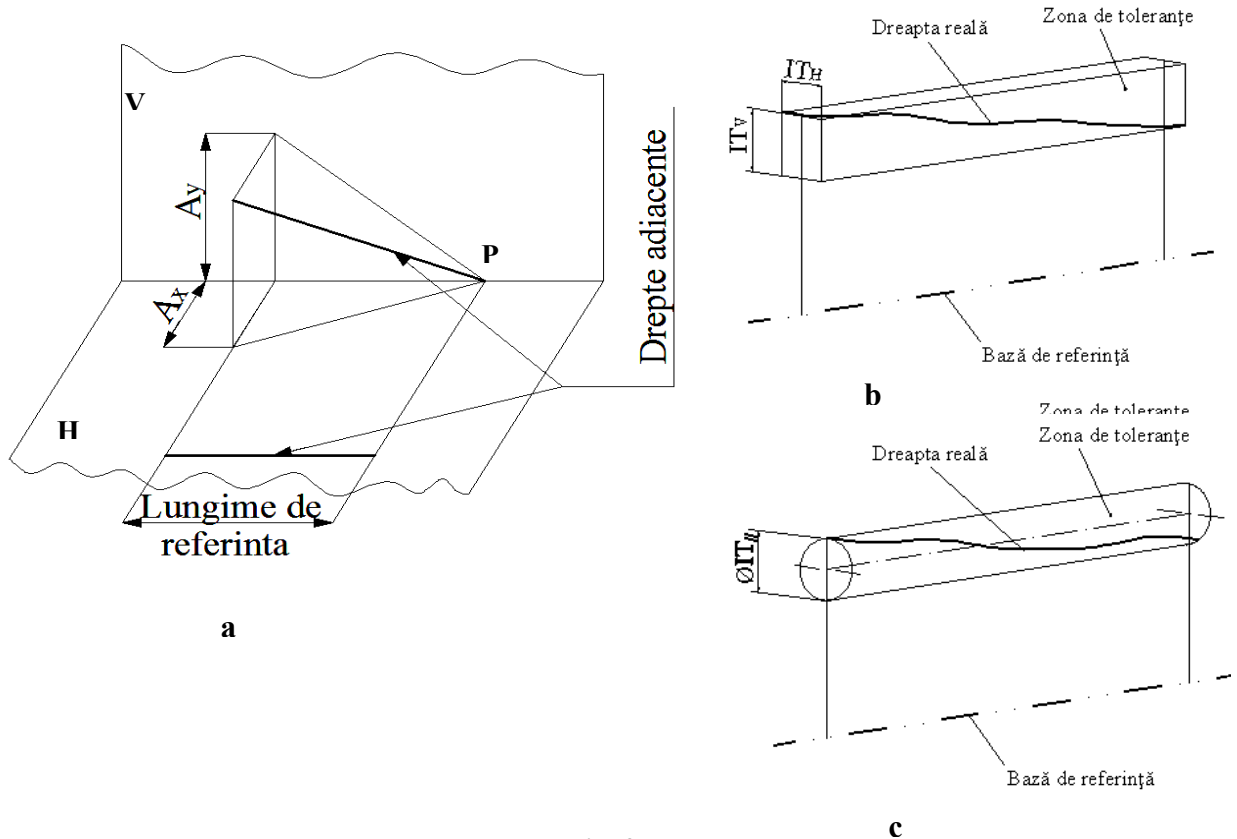 V
Ay
Ax
P
H
Drepte adiacente
Lungime de
referinta
a
Dreapta reală
Zona de toleranţe
ITH
ITV
Bază de referinţă
b
Zona de toleranţe
Zona de toleranţe
Dreapta reală
Bază de referinţă
c